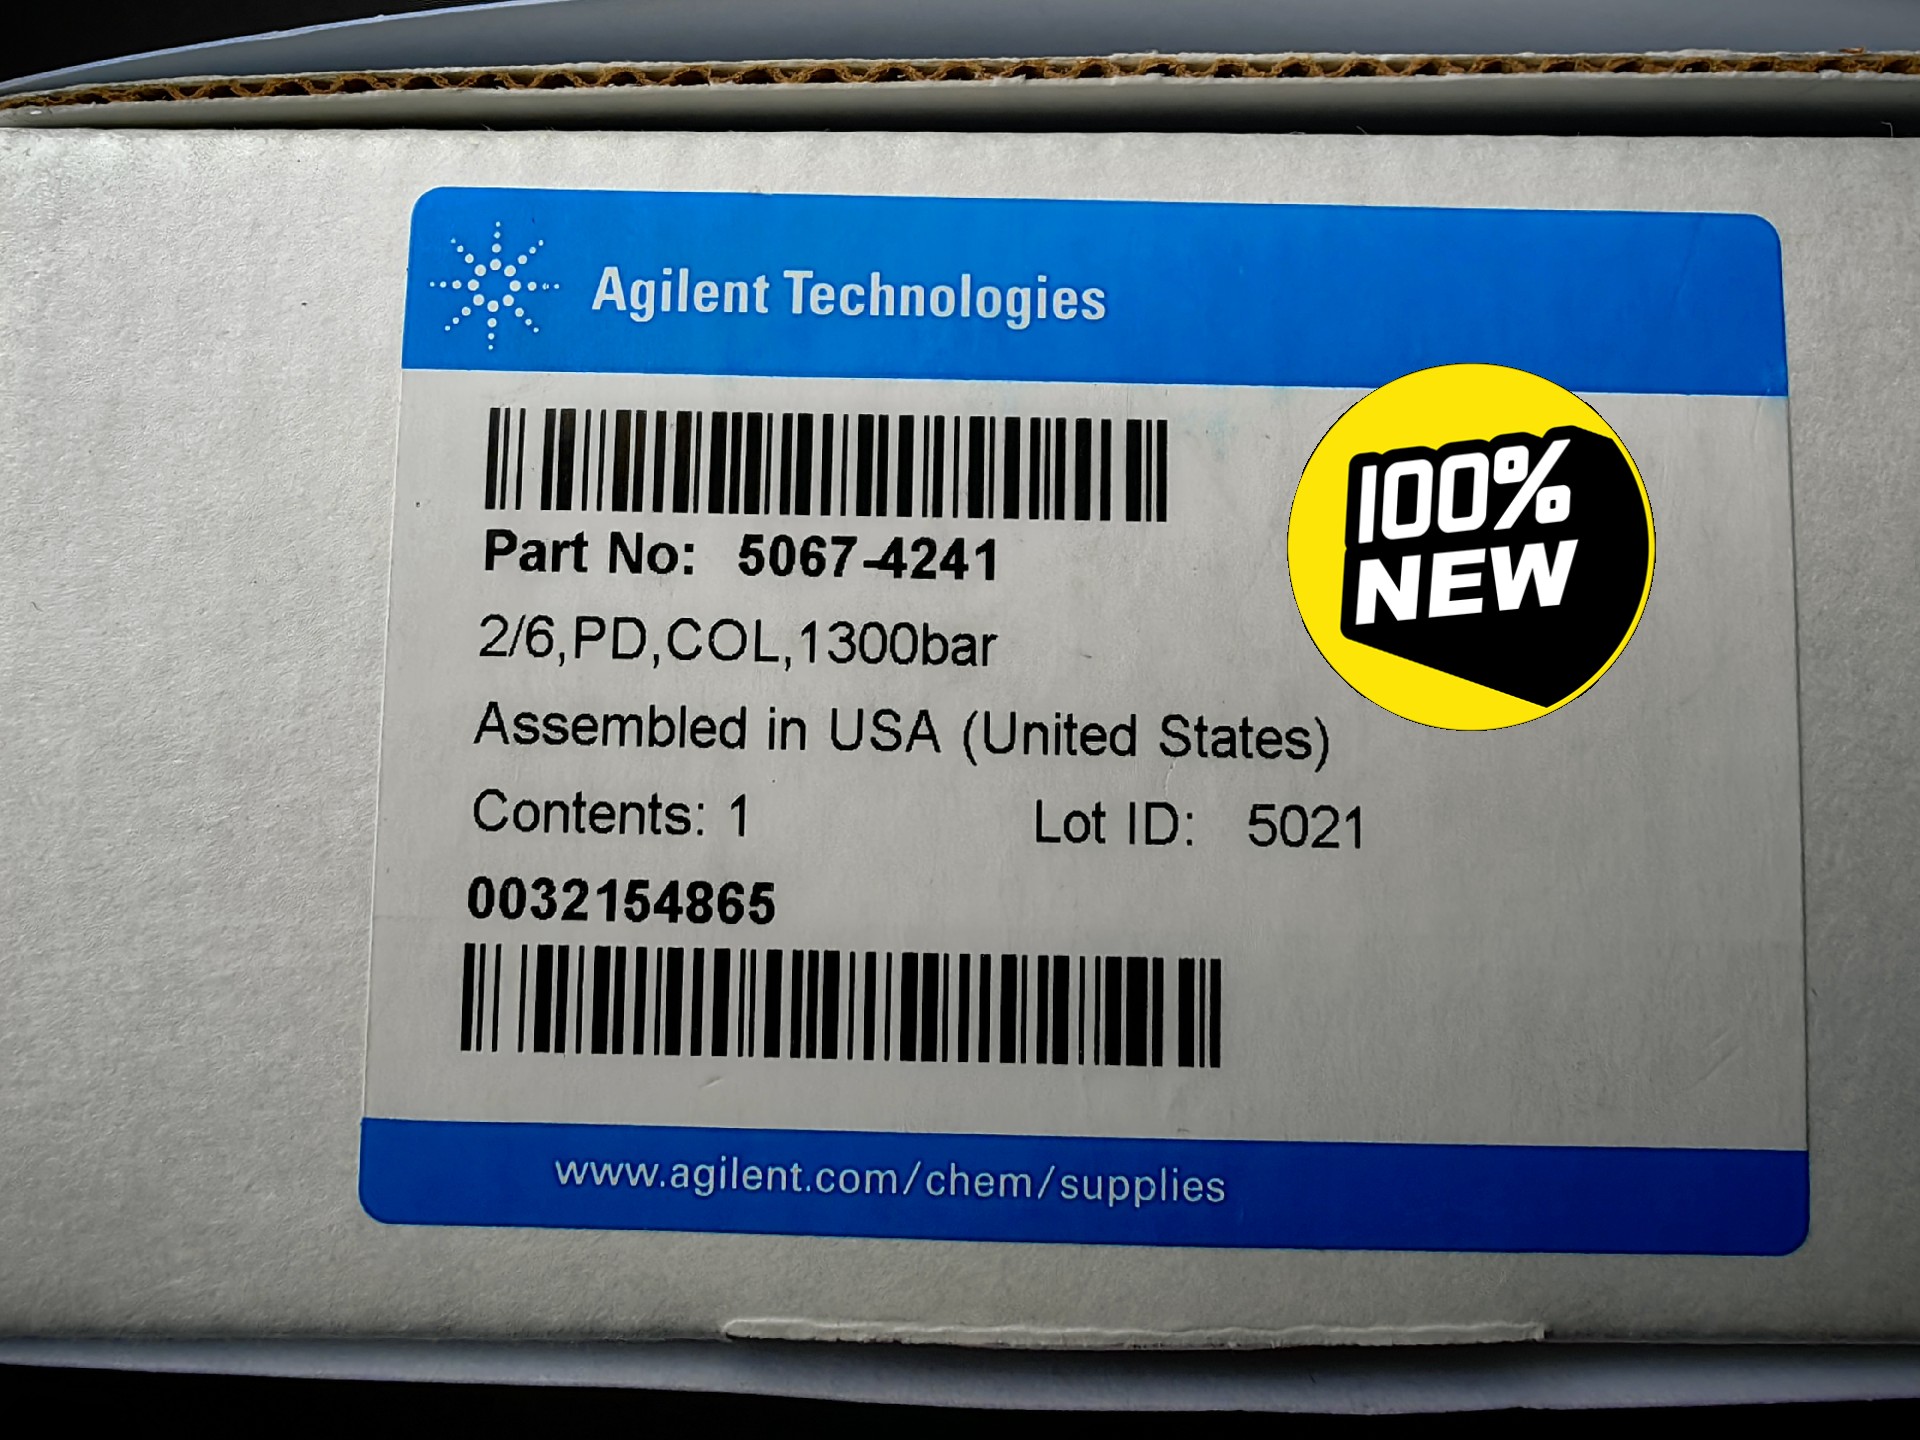 Agilent Technologies
100%
NEW
Part No: 5067-4241
2/6,PD,COL,1300bar
Assembled in USA (United States)
Contents: 1 Lot ID: 5021
0032154865
www.agilent.com/chem/supplies